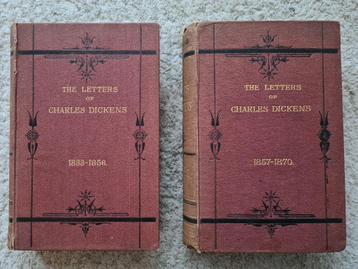 THE LETTERS
OF
CHARLES DICKENS
1833-1856.
THE LETTERS
OF
CHARLES DICKENS
1857-1870.